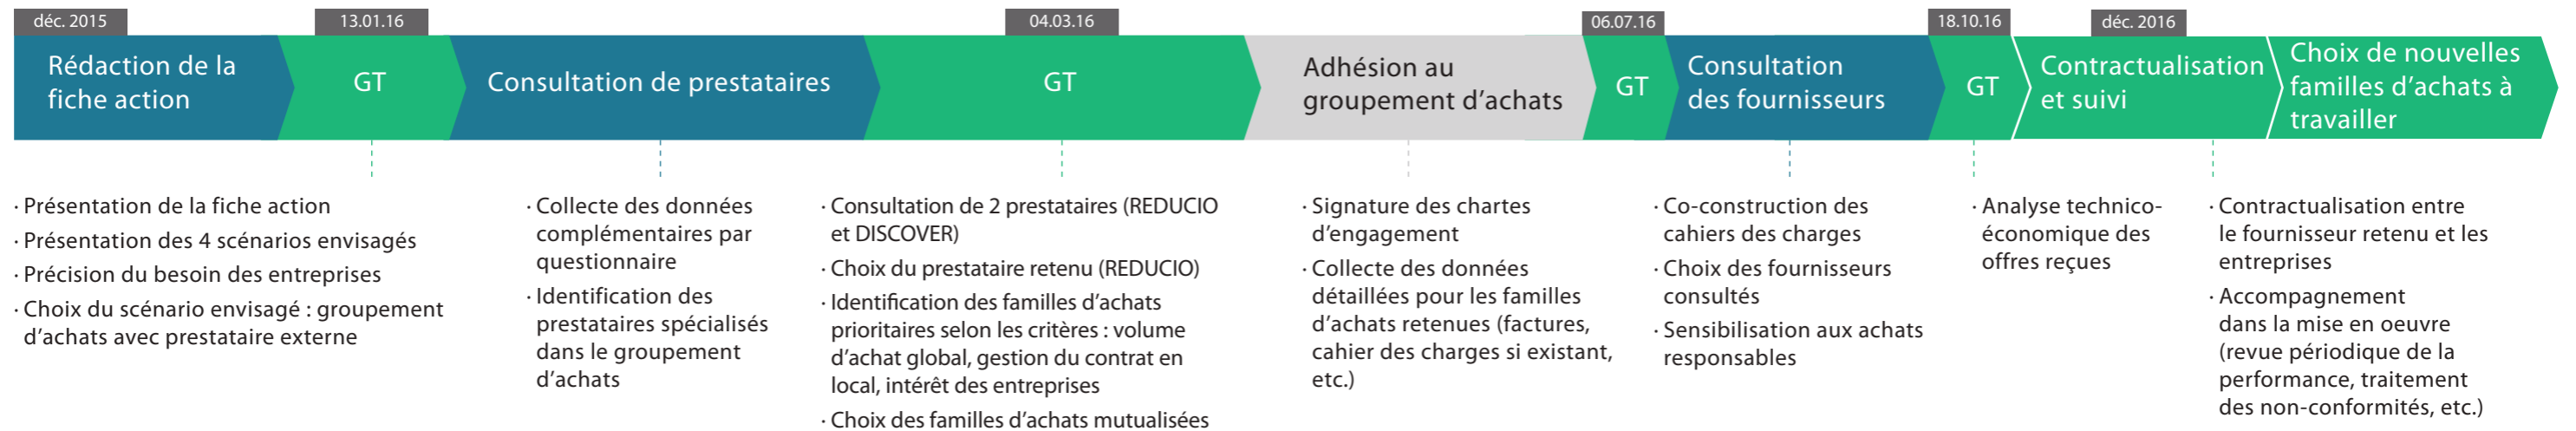 déc. 2015
13.01.16
04.03.16
06.07.16
18.10.16
déc. 2016
Rédaction de la
fiche action
GT
Consultation de prestataires
GT
Adhésion au
groupement d’achats
GT
Consultation
des fournisseurs
GT
Contractualisation
et suivi
Choix de nouvelles
familles d’achats à
travailler
· Présentation de la fiche action
· Présentation des 4 scénarios envisagés
· Précision du besoin des entreprises
· Choix du scénario envisagé : groupement
d’achats avec prestataire externe
· Collecte des données
complémentaires par
questionnaire
· Identification des
prestataires spécialisés
dans le groupement
d’achats
· Consultation de 2 prestataires (REDUCIO
et DISCOVER)
· Choix du prestataire retenu (REDUCIO)
· Identification des familles d’achats
prioritaires selon les critères : volume
d’achat global, gestion du contrat en
local, intérêt des entreprises
· Choix des familles d’achats mutualisées
· Signature des chartes
d’engagement
· Collecte des données
détaillées pour les familles
d’achats retenues (factures,
cahier des charges si existant,
etc.)
· Co-construction des
cahiers des charges
· Choix des fournisseurs
consultés
· Sensibilisation aux achats
responsables
· Analyse technico-
économique des
offres reçues
· Contractualisation entre
le fournisseur retenu et les
entreprises
· Accompagnement
dans la mise en oeuvre
(revue périodique de la
performance, traitement
des non-conformités, etc.)